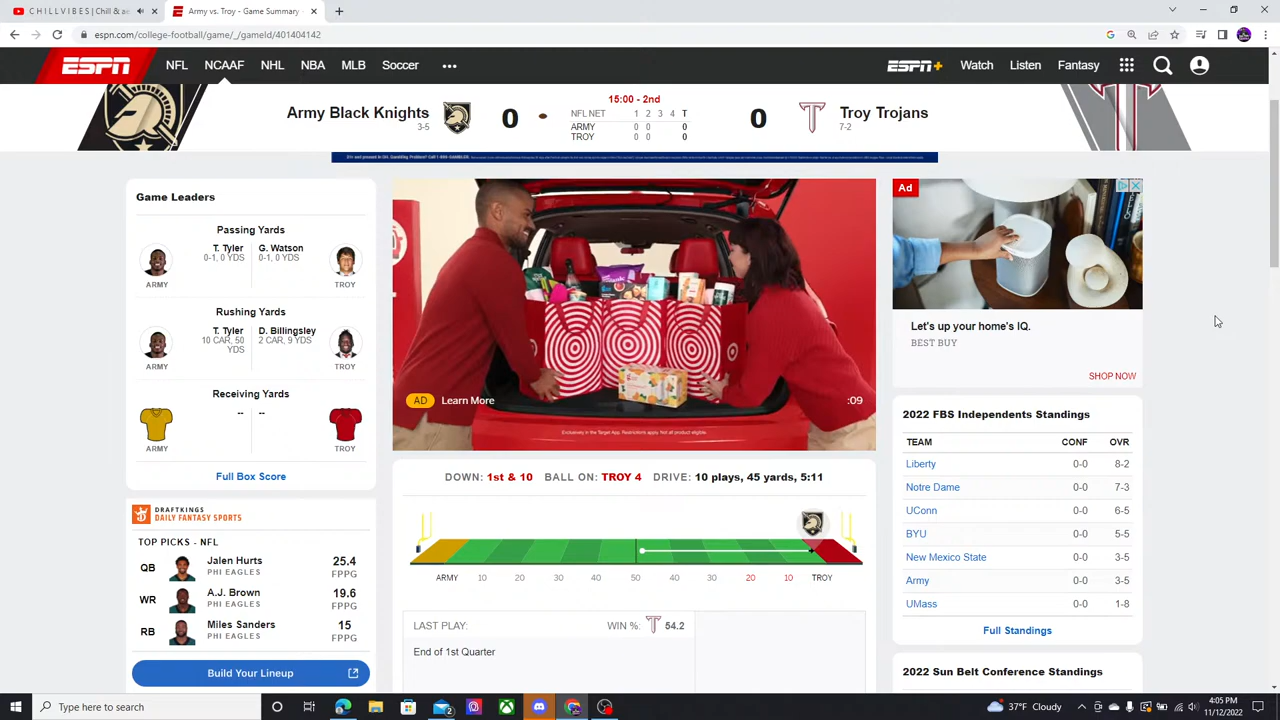 C H I L L V I B E S | Chill & ae
Army vs. Troy - Game Summary -
espn.com/college-football/game/_/gameId/401404142
ESPN NFL NCAAF NHL NBA MLB Soccer ••• ESPN+ Watch Listen Fantasy
15:00 - 2nd
Army Black Knights 0 NFL NET 1 2 3 4 T 0 Troy Trojans
3-5 ARMY 0 0 0 7-2
TROY 0 0 0
Game Leaders
Passing Yards
T. Tyler G. Watson
0-1, 0 YDS 0-1, 0 YDS
ARMY TROY
Rushing Yards
T. Tyler D. Billingsley
10 CAR, 50 2 CAR, 9 YDS
YDS
ARMY TROY
Receiving Yards
-- --
ARMY TROY
Full Box Score
DRAFTKINGS
DAILY FANTASY SPORTS
TOP PICKS - NFL
QB Jalen Hurts 25.4
PHI EAGLES FPPG
WR A.J. Brown 19.6
PHI EAGLES FPPG
RB Miles Sanders 15
PHI EAGLES FPPG
Build Your Lineup
AD Learn More :09
Exclusively in the Target App. Restrictions apply. Not all product eligible.
DOWN: 1st & 10 BALL ON: TROY 4 DRIVE: 10 plays, 45 yards, 5:11
ARMY 10 20 30 40 50 40 30 20 10 TROY
LAST PLAY: WIN %: 54.2
End of 1st Quarter
Ad
Let's up your home's IQ.
BEST BUY
SHOP NOW
2022 FBS Independents Standings
TEAM CONF OVR
Liberty 0-0 8-2
Notre Dame 0-0 7-3
UConn 0-0 6-5
BYU 0-0 5-5
New Mexico State 0-0 3-5
Army 0-0 3-5
UMass 0-0 1-8
Full Standings
2022 Sun Belt Conference Standings
Type here to search
37°F Cloudy
4:05 PM
11/12/2022